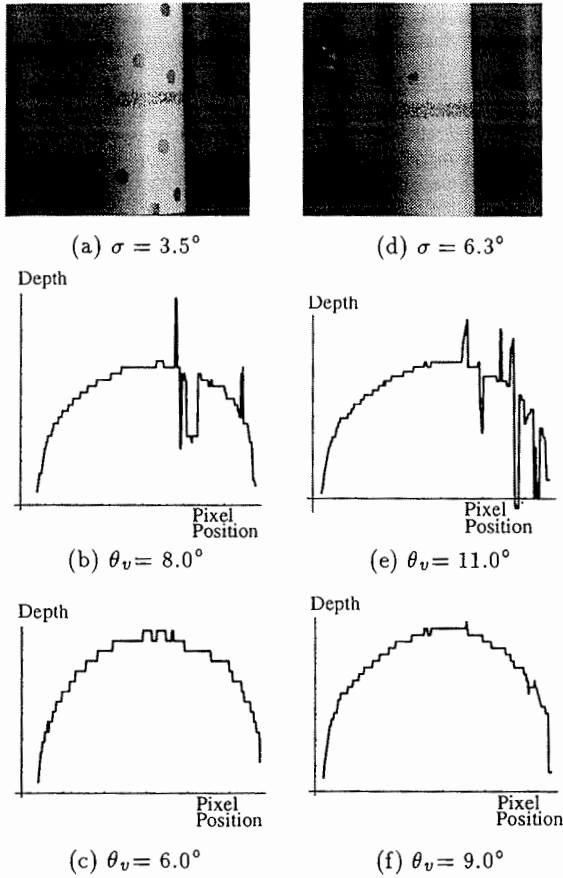 (a) σ = 3.5°
(d) σ = 6.3°
Depth
Pixel
Position
(b) θv = 8.0°
Depth
Pixel
Position
(e) θv = 11.0°
Depth
Pixel
Position
(c) θv = 6.0°
Depth
Pixel
Position
(f) θv = 9.0°